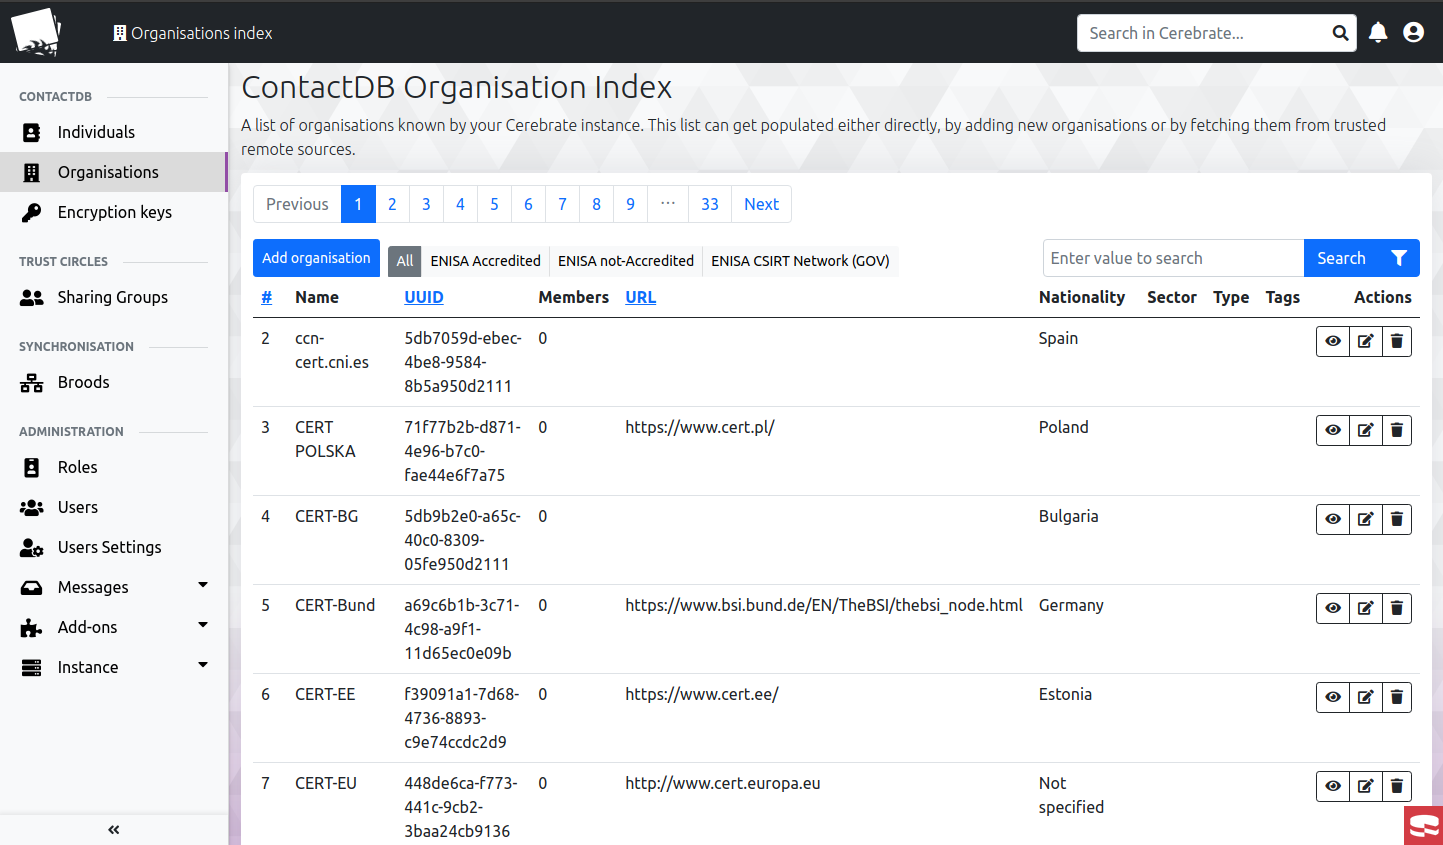 Organisations index
Search in Cerebrate...
CONTACTDB
Individuals
Organisations
Encryption keys
TRUST CIRCLES
Sharing Groups
SYNCHRONISATION
Broods
ADMINISTRATION
Roles
Users
Users Settings
Messages
Add-ons
Instance
ContactDB Organisation Index
A list of organisations known by your Cerebrate instance. This list can get populated either directly, by adding new organisations or by fetching them from trusted
remote sources.
Previous 1 2 3 4 5 6 7 8 9 ... 33 Next
Add organisation All ENISA Accredited ENISA not-Accredited ENISA CSIRT Network (GOV) Enter value to search Search
# Name UUID Members URL Nationality Sector Type Tags Actions
2 ccn- 5db7059d-ebec- 0 Spain
cert.cni.es 4be8-9584-
8b5a950d2111
3 CERT 71f77b2b-d871- 0 https://www.cert.pl/ Poland
POLSKA 4e96-b7c0-
fae44e6f7a75
4 CERT-BG 5db9b2e0-a65c- 0 Bulgaria
40c0-8309-
05fe950d2111
5 CERT-Bund a69c6b1b-3c71- 0 https://www.bsi.bund.de/EN/TheBSI/thebsi_node.html Germany
4c98-a9f1-
11d65ec0e09b
6 CERT-EE f39091a1-7d68- 0 https://www.cert.ee/ Estonia
4736-8893-
c9e74ccdc2d9
7 CERT-EU 448de6ca-f773- 0 http://www.cert.europa.eu Not
441c-9cb2- specified
3baa24cb9136